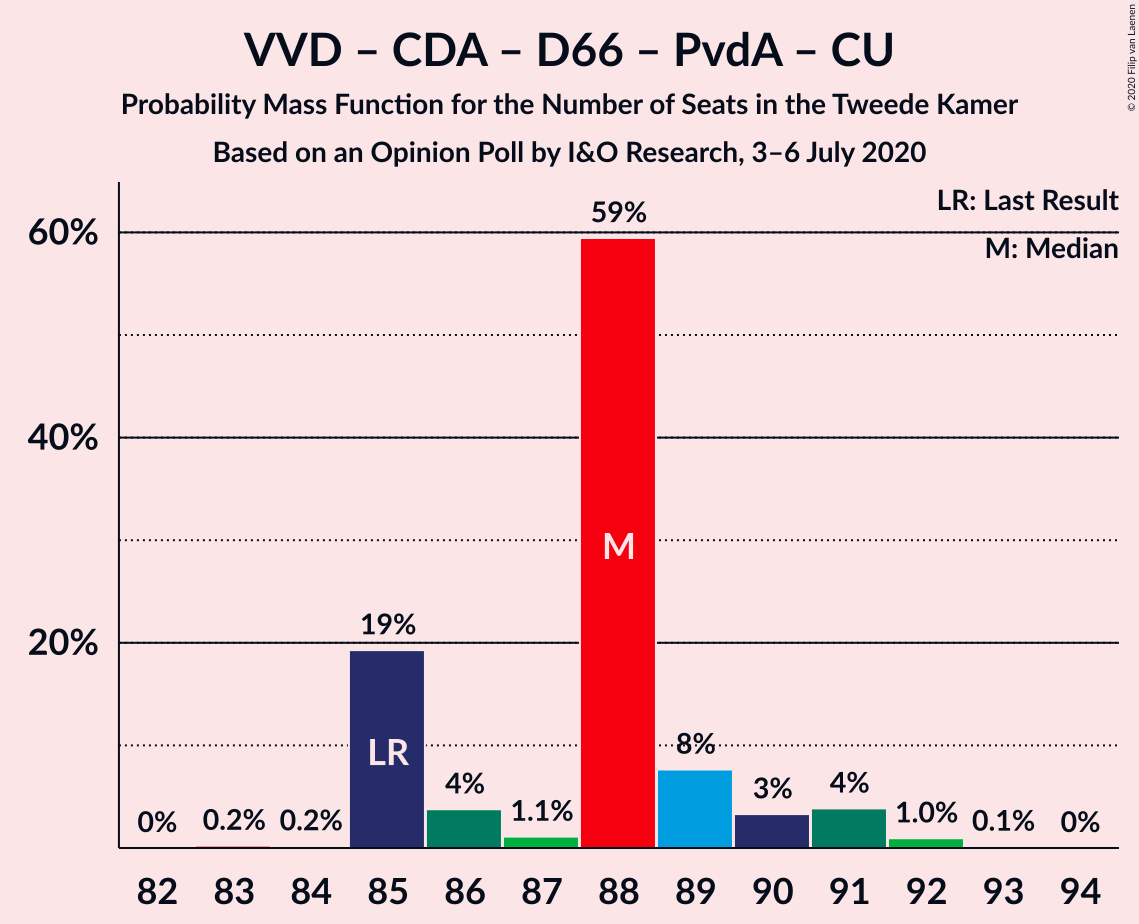 VVD – CDA – D66 – PvdA – CU
Probability Mass Function for the Number of Seats in the Tweede Kamer
Based on an Opinion Poll by I&O Research, 3–6 July 2020
© 2020 Filip van Laenen
LR: Last Result
M: Median
60%
40%
20%
0%
0.2%
0.2%
19%
4%
1.1%
59%
8%
3%
4%
1.0%
0.1%
0%
LR
M
82 83 84 85 86 87 88 89 90 91 92 93 94